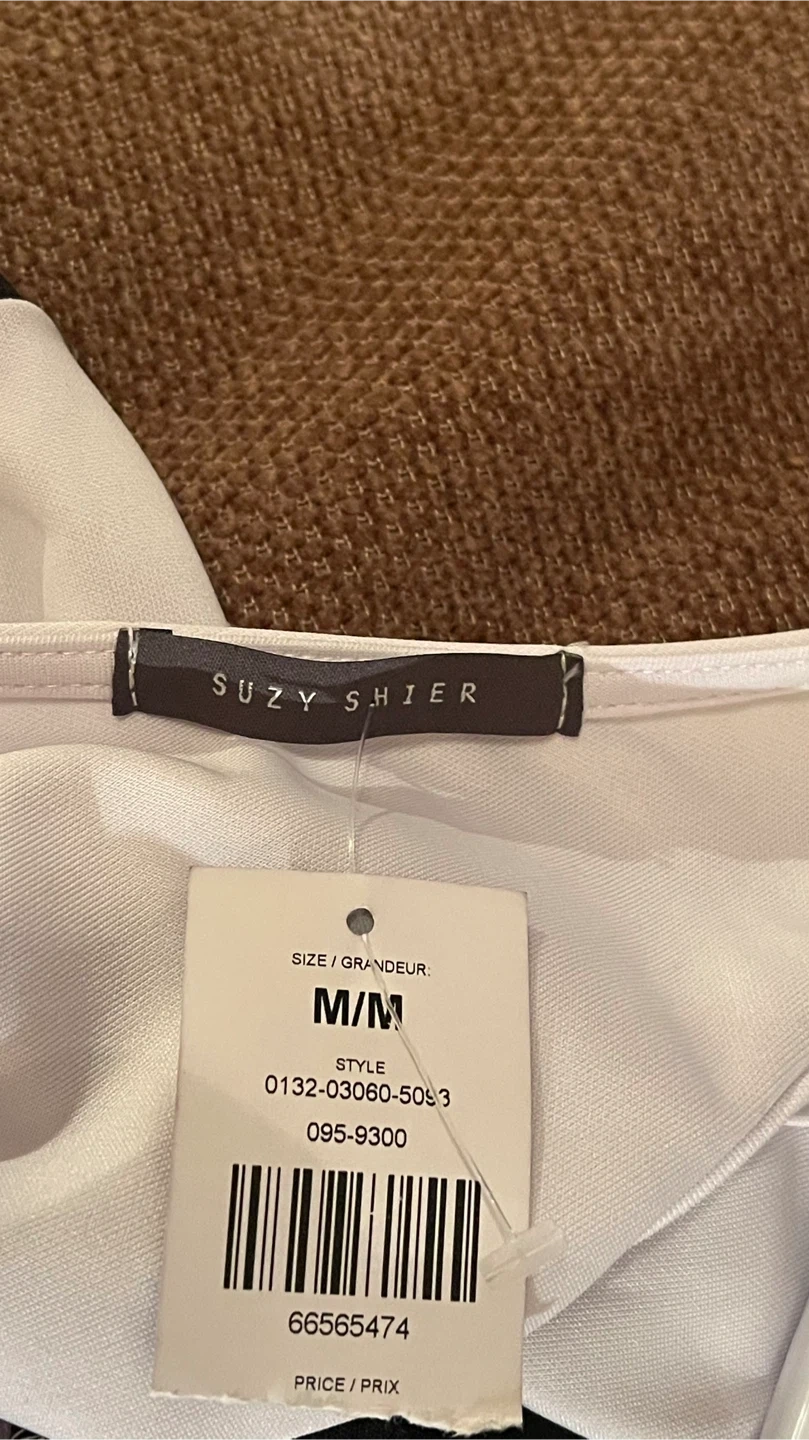 SUZY SHIER
SIZE / GRANDEUR:
M/M
STYLE
0132-03060-5093
095-9300
66565474
PRICE / PRIX